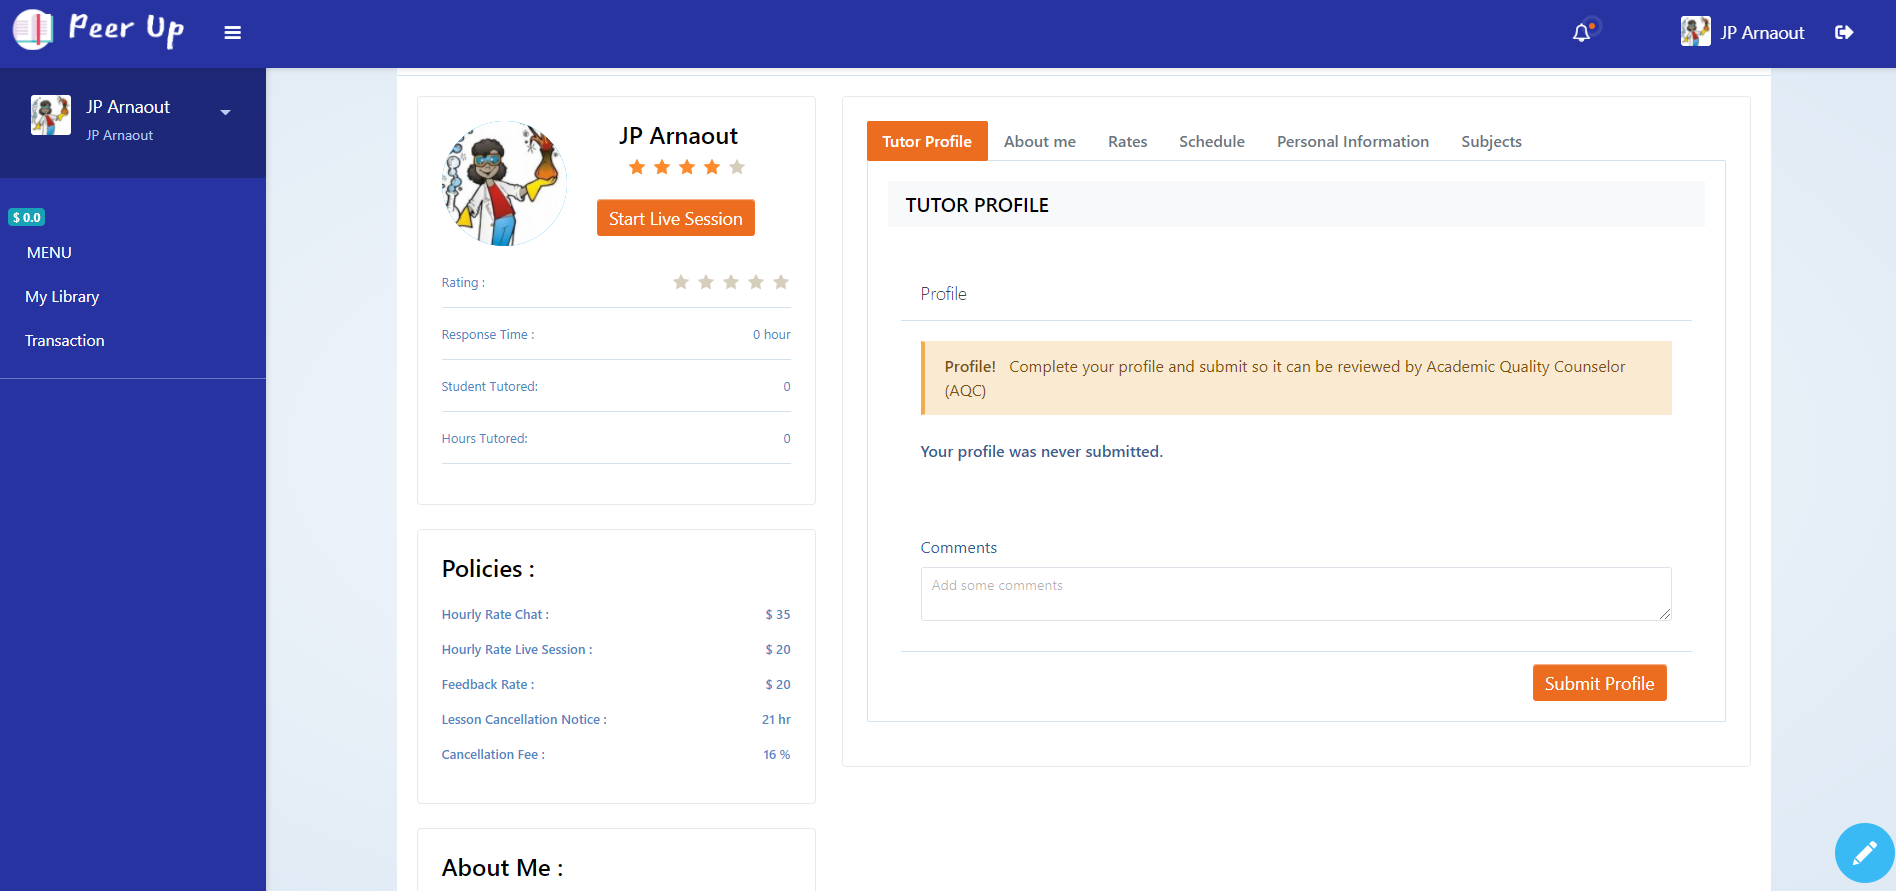 Peer Up
JP Arnaout
JP Arnaout
JP Arnaout
$ 0.0
MENU
My Library
Transaction
JP Arnaout
Start Live Session
Rating :
Response Time : 0 hour
Student Tutored: 0
Hours Tutored: 0
Policies :
Hourly Rate Chat : $ 35
Hourly Rate Live Session : $ 20
Feedback Rate : $ 20
Lesson Cancellation Notice : 21 hr
Cancellation Fee : 16 %
About Me :
Tutor Profile About me Rates Schedule Personal Information Subjects
TUTOR PROFILE
Profile
Profile! Complete your profile and submit so it can be reviewed by Academic Quality Counselor
(AQC)
Your profile was never submitted.
Comments
Add some comments
Submit Profile